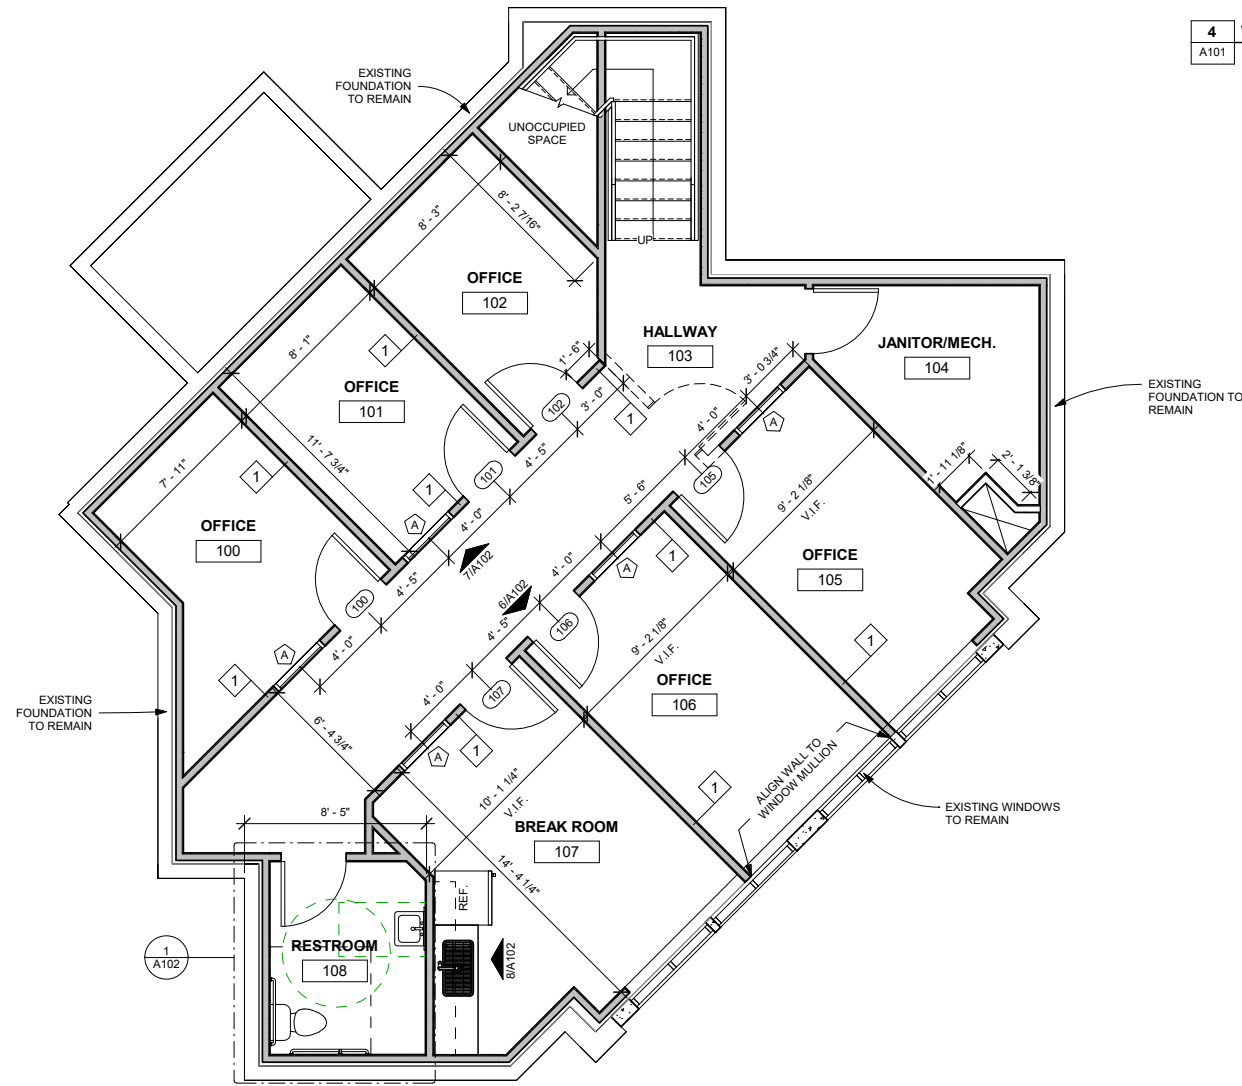 4
A101
EXISTING
FOUNDATION
TO REMAIN
UNOCCUPIED
SPACE
8' - 3"
8' - 2 7/16"
UP
OFFICE
102
HALLWAY
103
JANITOR/MECH.
104
EXISTING
FOUNDATION TO
REMAIN
8' - 1"
1
1' - 6"
3' - 0"
102
1
3' - 0 3/4"
4' - 0"
A
OFFICE
101
11' - 7 3/4"
4' - 5"
101
1
A
4' - 0"
7' - 11"
1
OFFICE
100
5' - 6"
105
9' - 2 1/8"
V.I.F.
' - 11 1/8"
2' - 1 3/8"
OFFICE
105
1
A
1
4' - 0"
7/A102
6/A102
4' - 5"
100
4' - 0"
4' - 5"
106
A
1
9' - 2 1/8"
V.I.F.
OFFICE
106
1
EXISTING
FOUNDATION
TO REMAIN
6' - 4 3/4"
4' - 0"
107
A
1
10' - 1 1/4"
V.I.F.
ALIGN WALL TO
WINDOW MULLION
EXISTING WINDOWS
TO REMAIN
8' - 5"
BREAK ROOM
107
14' - 4 1/4"
REF.
RESTROOM
108
1
A102
8/A102